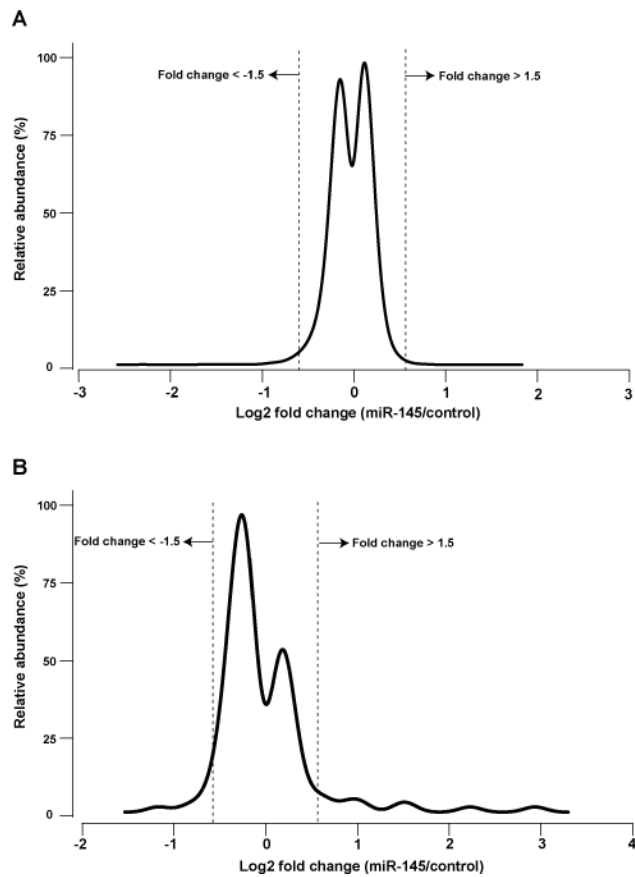 A
Fold change < -1.5
Fold change > 1.5
Relative abundance (%)
100
75
50
25
0
-3
-2
-1
0
1
2
3
Log2 fold change (miR-145/control)
B
Fold change < -1.5
Fold change > 1.5
Relative abundance (%)
100
75
50
25
0
-2
-1
0
1
2
3
4
Log2 fold change (miR-145/control)